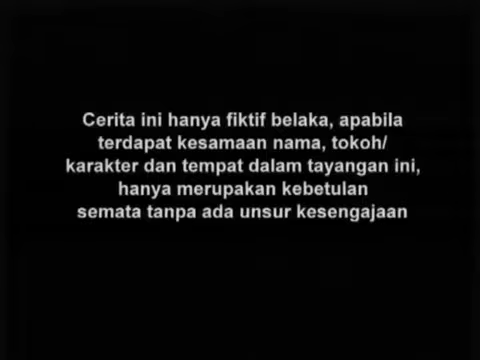 Cerita ini hanya fiktif belaka, apabila
terdapat kesamaan nama, tokoh/
karakter dan tempat dalam tayangan ini,
hanya merupakan kebetulan
semata tanpa ada unsur kesengajaan